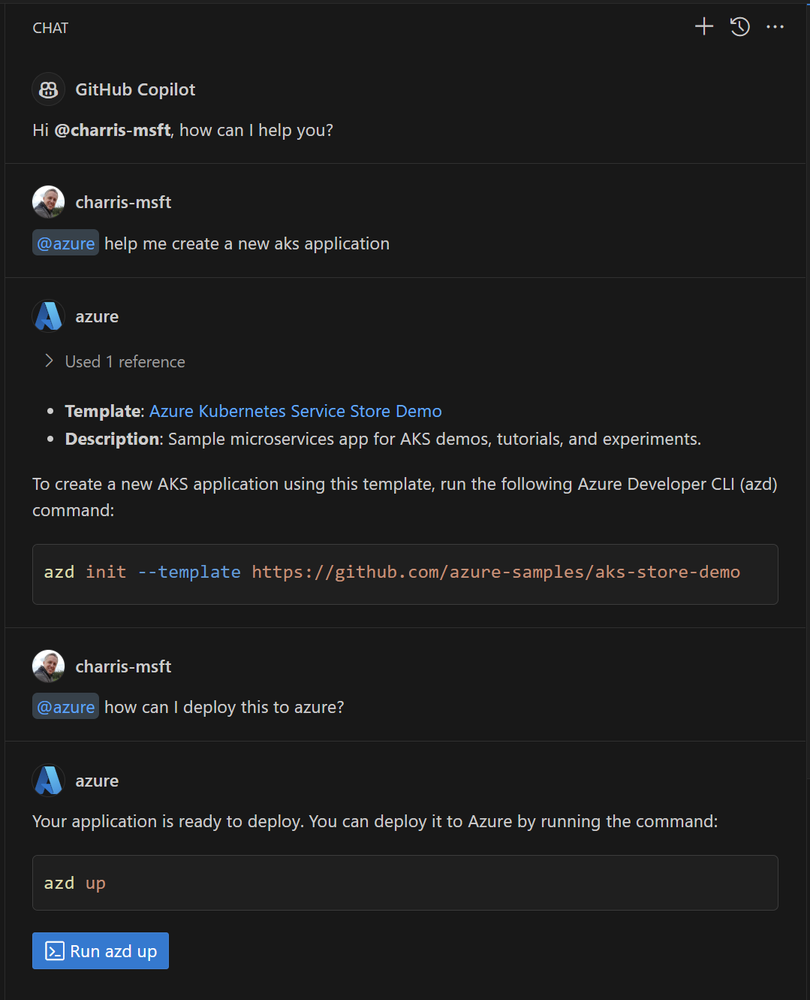 CHAT
GitHub Copilot
Hi @charris-msft, how can I help you?
charris-msft
@azure help me create a new aks application
azure
Used 1 reference
• Template: Azure Kubernetes Service Store Demo
• Description: Sample microservices app for AKS demos, tutorials, and experiments.
To create a new AKS application using this template, run the following Azure Developer CLI (azd)
command:
azd init --template https://github.com/azure-samples/aks-store-demo
charris-msft
@azure how can I deploy this to azure?
azure
Your application is ready to deploy. You can deploy it to Azure by running the command:
azd up
Run azd up